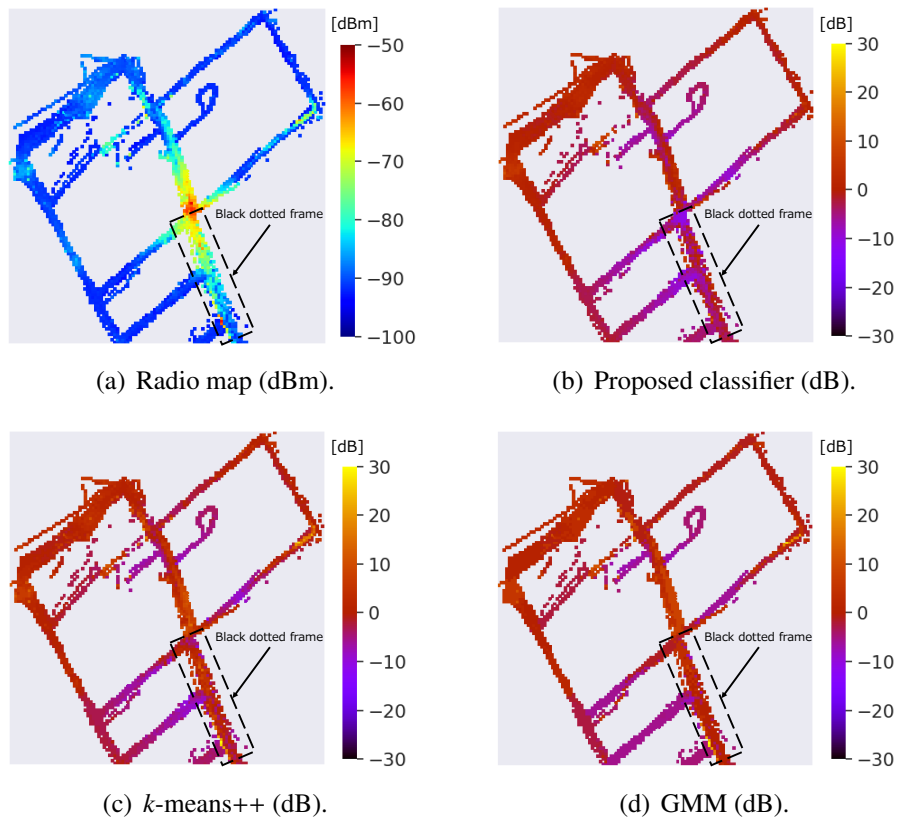 [dBm]
−50
−60
−70
−80
−90
−100
Black dotted frame
(a) Radio map (dBm).
[dB]
30
20
10
0
−10
−20
−30
Black dotted frame
(b) Proposed classifier (dB).
[dB]
30
20
10
0
−10
−20
−30
Black dotted frame
(c) k-means++ (dB).
[dB]
30
20
10
0
−10
−20
−30
Black dotted frame
(d) GMM (dB).